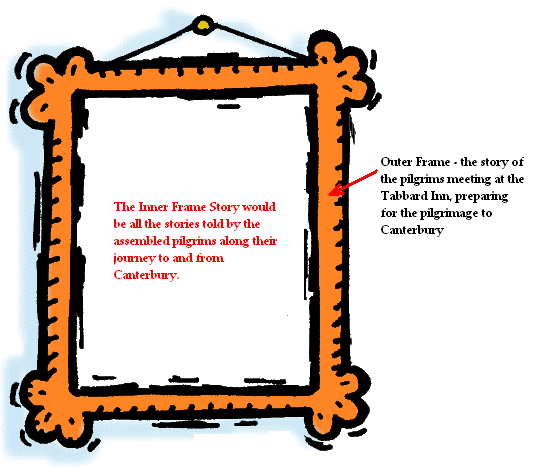 The Inner Frame Story would
be all the stories told by the
assembled pilgrims along their
journey to and from
Canterbury.
Outer Frame - the story of
the pilgrims meeting at the
Tabbard Inn, preparing
for the pilgrimage to
Canterbury